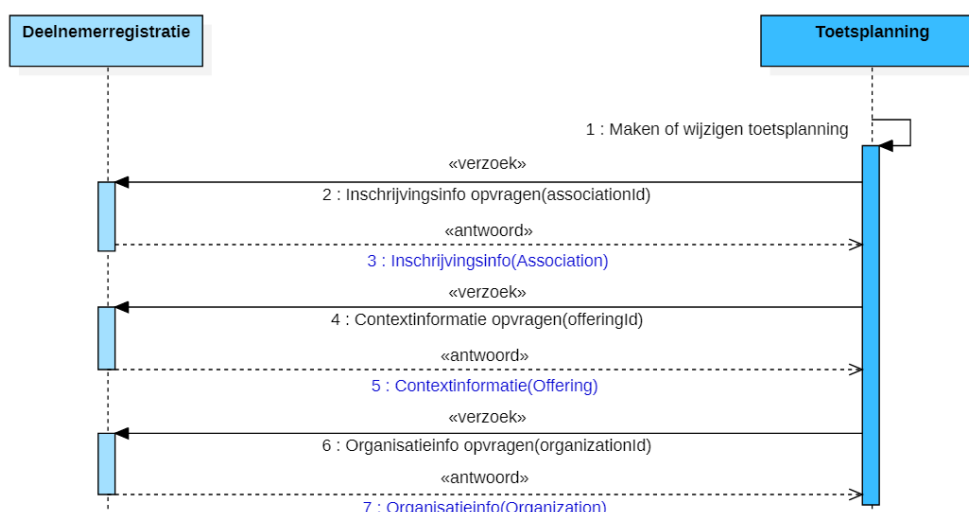 Deelnemerregistratie
Toetsplanning
1 : Maken of wijzigen toetsplanning
«verzoek»
2 : Inschrijvingsinfo opvragen(associationId)
«antwoord»
3 : Inschrijvingsinfo(Association)
«verzoek»
4 : Contextinformatie opvragen(offeringId)
«antwoord»
5 : Contextinformatie(Offering)
«verzoek»
6 : Organisatieinfo opvragen(organizationId)
«antwoord»
7 : Organisatieinfo(Organization)